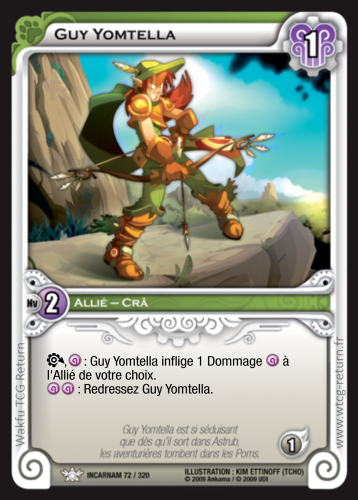 Guy Yomtella
1
Nv 2 Allié – Crâ
: Guy Yomtella inflige 1 Dommage à
l'Allié de votre choix.
: Redressez Guy Yomtella.
Guy Yomtella est si séduisant
que dès qu'il sort dans Astrub,
les aventurières tombent dans les Porns.
1
INCARNAM 72 / 320
ILLUSTRATION : KIM ETTINOFF (TCHO)
© 2009 Ankama / © 2009 UDI
Wakfu TCG Return
www.wtcg-return.fr